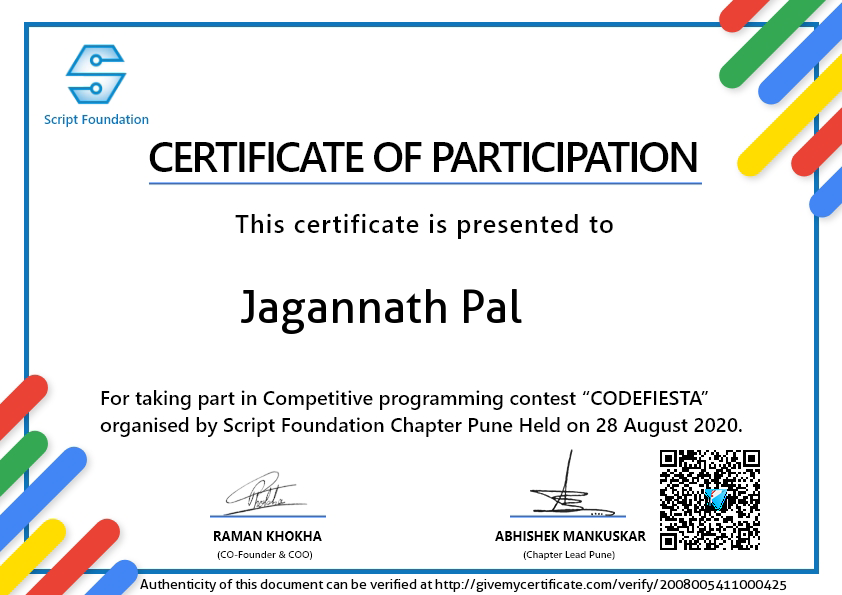 Script Foundation
CERTIFICATE OF PARTICIPATION
This certificate is presented to
Jagannath Pal
For taking part in Competitive programming contest “CODEFIESTA”
organised by Script Foundation Chapter Pune Held on 28 August 2020.
RAMAN KHOKHA
(CO-Founder & COO)
ABHISHEK MANKUSKAR
(Chapter Lead Pune)
Authenticity of this document can be verified at http://givemycertificate.com/verify/2008005411000425